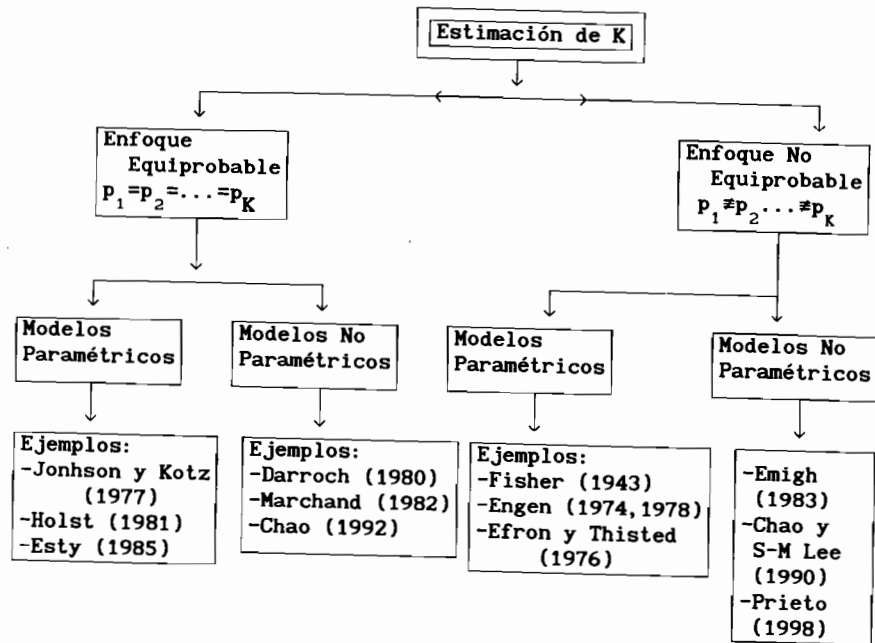 Estimación de K
Enfoque
Equiprobable
p₁=p₂=...=p_K
Enfoque No
Equiprobable
p₁≢p₂...≢p_K
Modelos
Paramétricos
Modelos No
Paramétricos
Modelos
Paramétricos
Modelos No
Paramétricos
Ejemplos:
-Jonhson y Kotz
(1977)
-Holst (1981)
-Esty (1985)
Ejemplos:
-Darroch (1980)
-Marchand (1982)
-Chao (1992)
Ejemplos:
-Fisher (1943)
-Engen (1974,1978)
-Efron y Thisted
(1976)
-Emigh
(1983)
-Chao y
S-M Lee
(1990)
-Prieto
(1998)